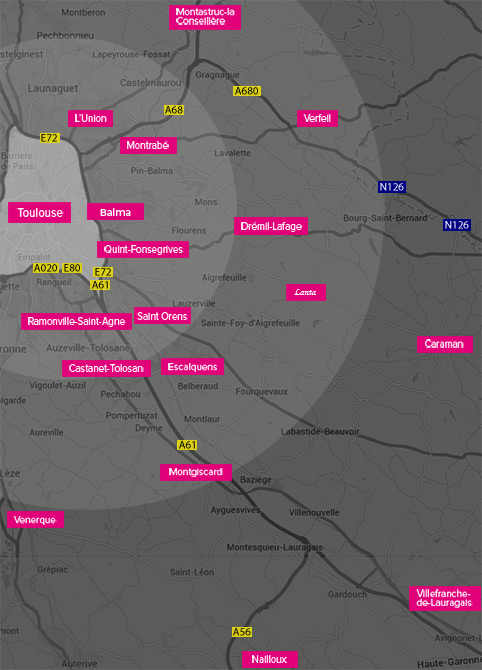 Montberon
Montastruc-la
Conseillère
Pechbonnieu
Lapeyrouse-Fossat
Gragnague
Castelmaurou
Launaguet
A680
A68
L'Union
Verfeil
E72
Montrabé
Lavalette
Barrière
de Paris
Pin-Balma
N126
Mons
Toulouse
Balma
Bourg-Saint-Bernard
Drémil-Lafage
N126
Flourens
Quint-Fonsegrives
Empalot
A020
E80
E72
Aigrefeuille
Rangueil
A61
Lanta
Lauzerville
Saint Orens
Ramonville-Saint-Agne
Sainte-Foy-d'Aigrefeuille
Caraman
Auzeville-Tolosane
Castanet-Tolosan
Escalquens
Vigoulet-Auzil
Belberaud
Pechabou
Fourquevaux
Pompertuzat
Montlaur
Deyme
Aureville
Labastide-Beauvoir
A61
Montgiscard
Baziège
Ayguesvives
Villenouvelle
Venerque
Montesquieu-Lauragais
Grépiac
Saint-Léon
Gardouch
Villefranche-
de-Lauragais
A56
Avignonet-L
Nailloux
Auterive
Haute-Garonne